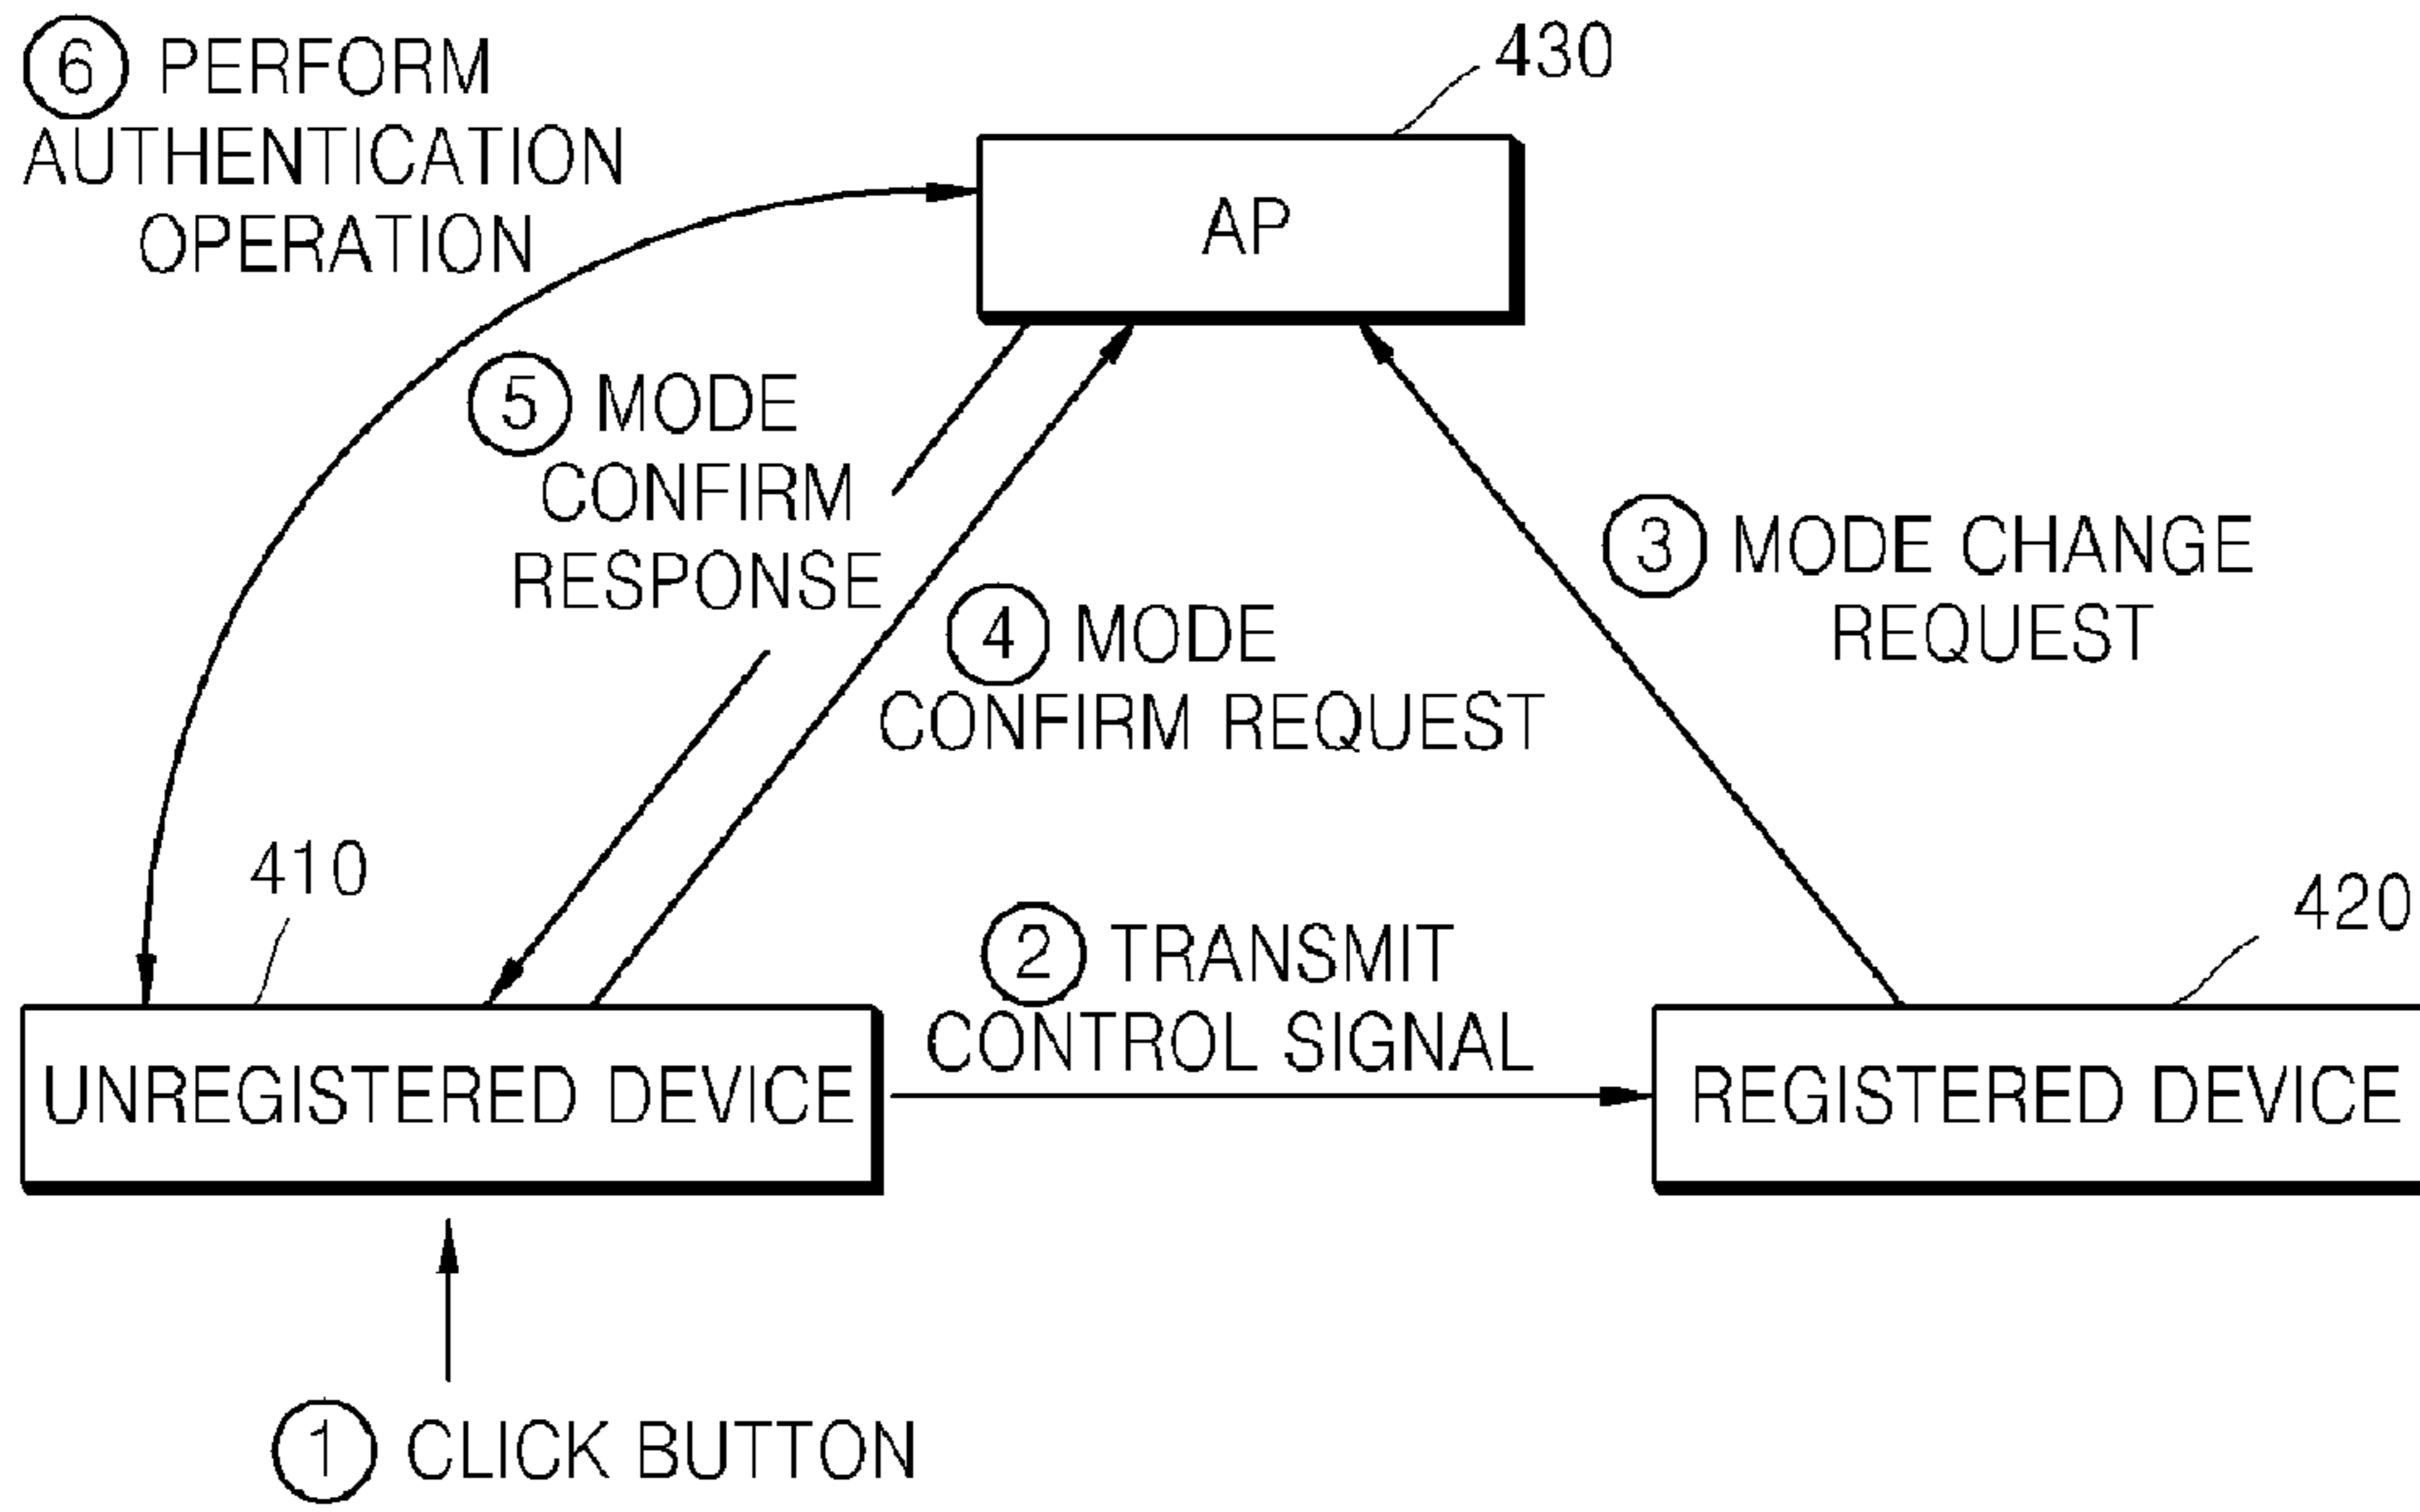 ⑥ PERFORM
AUTHENTICATION
OPERATION
430
AP
⑤ MODE
CONFIRM
RESPONSE
④ MODE
CONFIRM REQUEST
③ MODE CHANGE
REQUEST
410
420
② TRANSMIT
CONTROL SIGNAL
UNREGISTERED DEVICE
REGISTERED DEVICE
① CLICK BUTTON